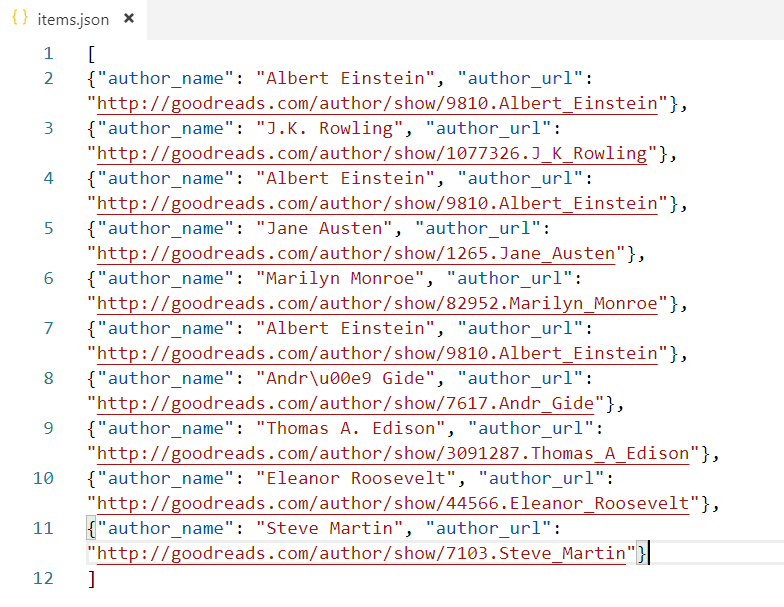 {} items.json ×
1 [
2 {"author_name": "Albert Einstein", "author_url":
"http://goodreads.com/author/show/9810.Albert_Einstein"},
3 {"author_name": "J.K. Rowling", "author_url":
"http://goodreads.com/author/show/1077326.J_K_Rowling"},
4 {"author_name": "Albert Einstein", "author_url":
"http://goodreads.com/author/show/9810.Albert_Einstein"},
5 {"author_name": "Jane Austen", "author_url":
"http://goodreads.com/author/show/1265.Jane_Austen"},
6 {"author_name": "Marilyn Monroe", "author_url":
"http://goodreads.com/author/show/82952.Marilyn_Monroe"},
7 {"author_name": "Albert Einstein", "author_url":
"http://goodreads.com/author/show/9810.Albert_Einstein"},
8 {"author_name": "Andr\u00e9 Gide", "author_url":
"http://goodreads.com/author/show/7617.Andr_Gide"},
9 {"author_name": "Thomas A. Edison", "author_url":
"http://goodreads.com/author/show/3091287.Thomas_A_Edison"},
10 {"author_name": "Eleanor Roosevelt", "author_url":
"http://goodreads.com/author/show/44566.Eleanor_Roosevelt"},
11 {"author_name": "Steve Martin", "author_url":
"http://goodreads.com/author/show/7103.Steve_Martin"}
12 ]